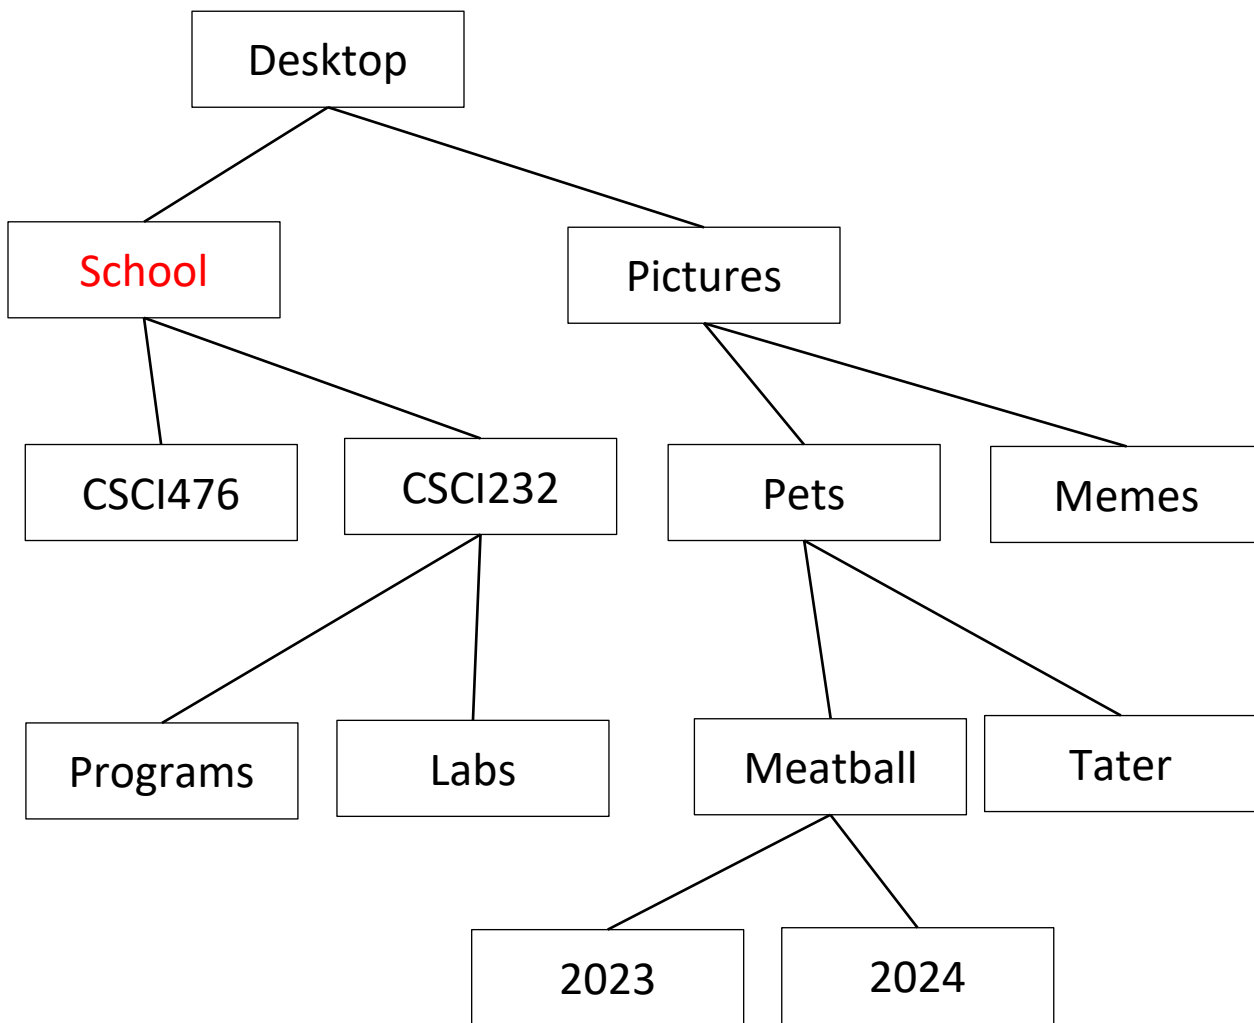 Desktop
School
Pictures
CSCI476
CSCI232
Pets
Memes
Programs
Labs
Meatball
Tater
2023
2024